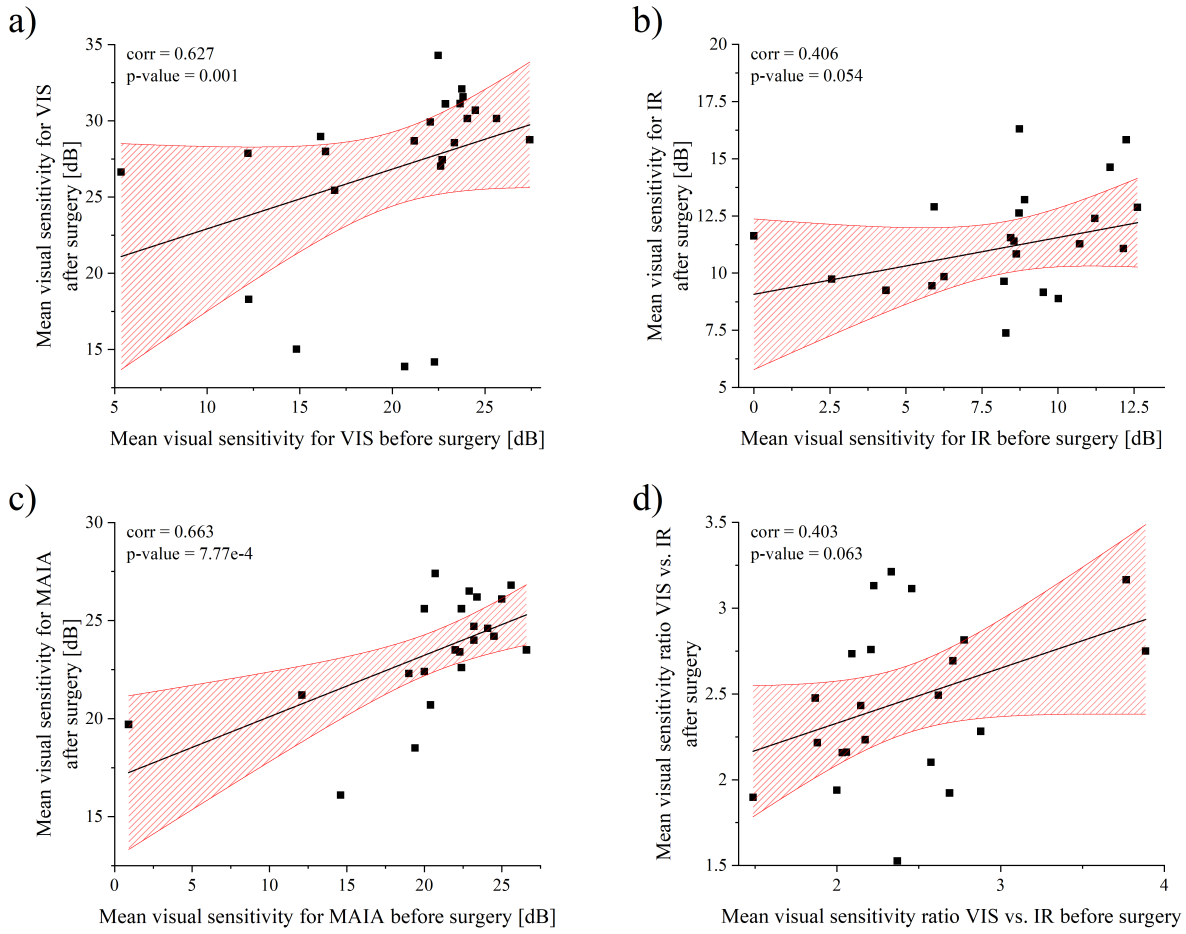 a)
corr = 0.627
p-value = 0.001
35
30
25
20
15
5
10
15
20
25
Mean visual sensitivity for VIS
after surgery [dB]
Mean visual sensitivity for VIS before surgery [dB]
b)
corr = 0.406
p-value = 0.054
20
17.5
15
12.5
10
7.5
5
0
2.5
5
7.5
10
12.5
Mean visual sensitivity for IR
after surgery [dB]
Mean visual sensitivity for IR before surgery [dB]
c)
corr = 0.663
p-value = 7.77e-4
30
25
20
15
0
5
10
15
20
25
Mean visual sensitivity for MAIA
after surgery [dB]
Mean visual sensitivity for MAIA before surgery [dB]
d)
corr = 0.403
p-value = 0.063
3.5
3
2.5
2
1.5
2
3
4
Mean visual sensitivity ratio VIS vs. IR
after surgery
Mean visual sensitivity ratio VIS vs. IR before surgery